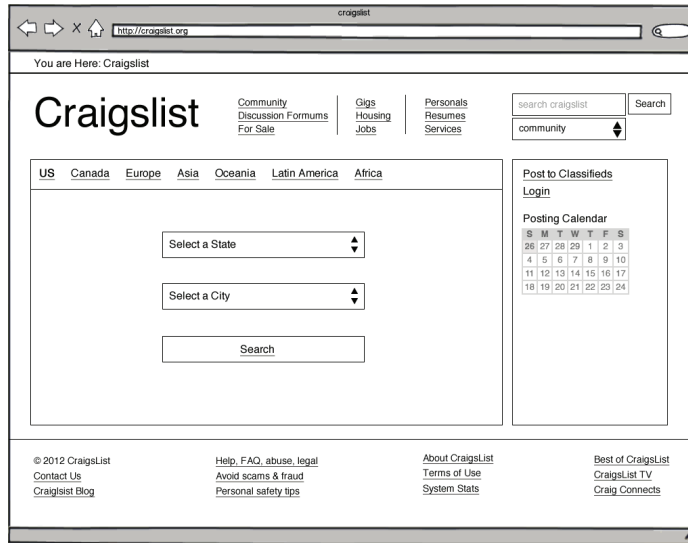 craigslist
http://craigslist.org
You are Here: Craigslist
Craigslist
Community
Discussion Formums
For Sale
Gigs
Housing
Jobs
Personals
Resumes
Services
search craigslist
Search
community
US Canada Europe Asia Oceania Latin America Africa
Select a State
Select a City
Search
Post to Classifieds
Login
Posting Calendar
S M T W T F S
26 27 28 29 1 2 3
4 5 6 7 8 9 10
11 12 13 14 15 16 17
18 19 20 21 22 23 24
© 2012 CraigsList
Contact Us
Craiglsist Blog
Help, FAQ, abuse, legal
Avoid scams & fraud
Personal safety tips
About CraigsList
Terms of Use
System Stats
Best of CraigsList
CraigsList TV
Craig Connects